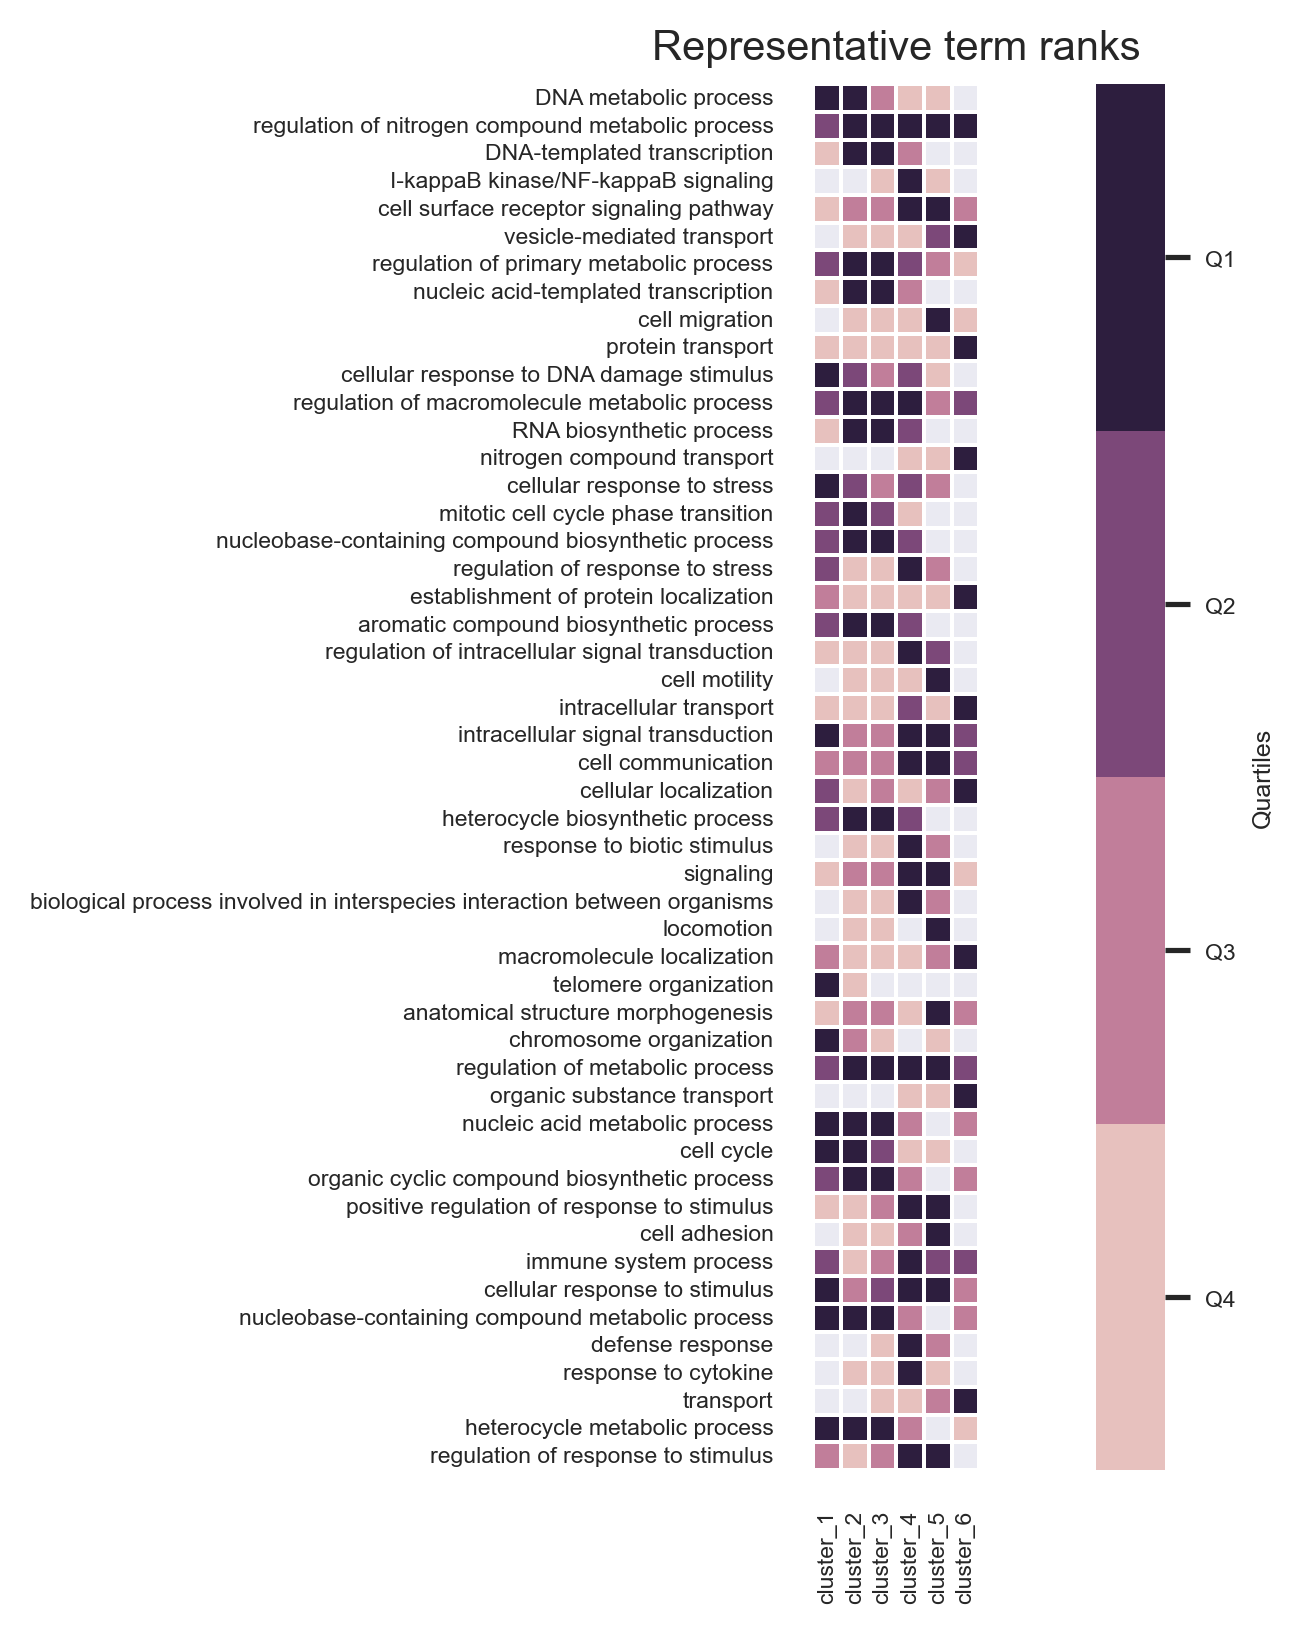 Representative term ranks
DNA metabolic process
regulation of nitrogen compound metabolic process
DNA-templated transcription
I-kappaB kinase/NF-kappaB signaling
cell surface receptor signaling pathway
vesicle-mediated transport
regulation of primary metabolic process
nucleic acid-templated transcription
cell migration
protein transport
cellular response to DNA damage stimulus
regulation of macromolecule metabolic process
RNA biosynthetic process
nitrogen compound transport
cellular response to stress
mitotic cell cycle phase transition
nucleobase-containing compound biosynthetic process
regulation of response to stress
establishment of protein localization
aromatic compound biosynthetic process
regulation of intracellular signal transduction
cell motility
intracellular transport
intracellular signal transduction
cell communication
cellular localization
heterocycle biosynthetic process
response to biotic stimulus
signaling
biological process involved in interspecies interaction between organisms
locomotion
macromolecule localization
telomere organization
anatomical structure morphogenesis
chromosome organization
regulation of metabolic process
organic substance transport
nucleic acid metabolic process
cell cycle
organic cyclic compound biosynthetic process
positive regulation of response to stimulus
cell adhesion
immune system process
cellular response to stimulus
nucleobase-containing compound metabolic process
defense response
response to cytokine
transport
heterocycle metabolic process
regulation of response to stimulus
cluster_1
cluster_2
cluster_3
cluster_4
cluster_5
cluster_6
Q1
Q2
Q3
Q4
Quartiles